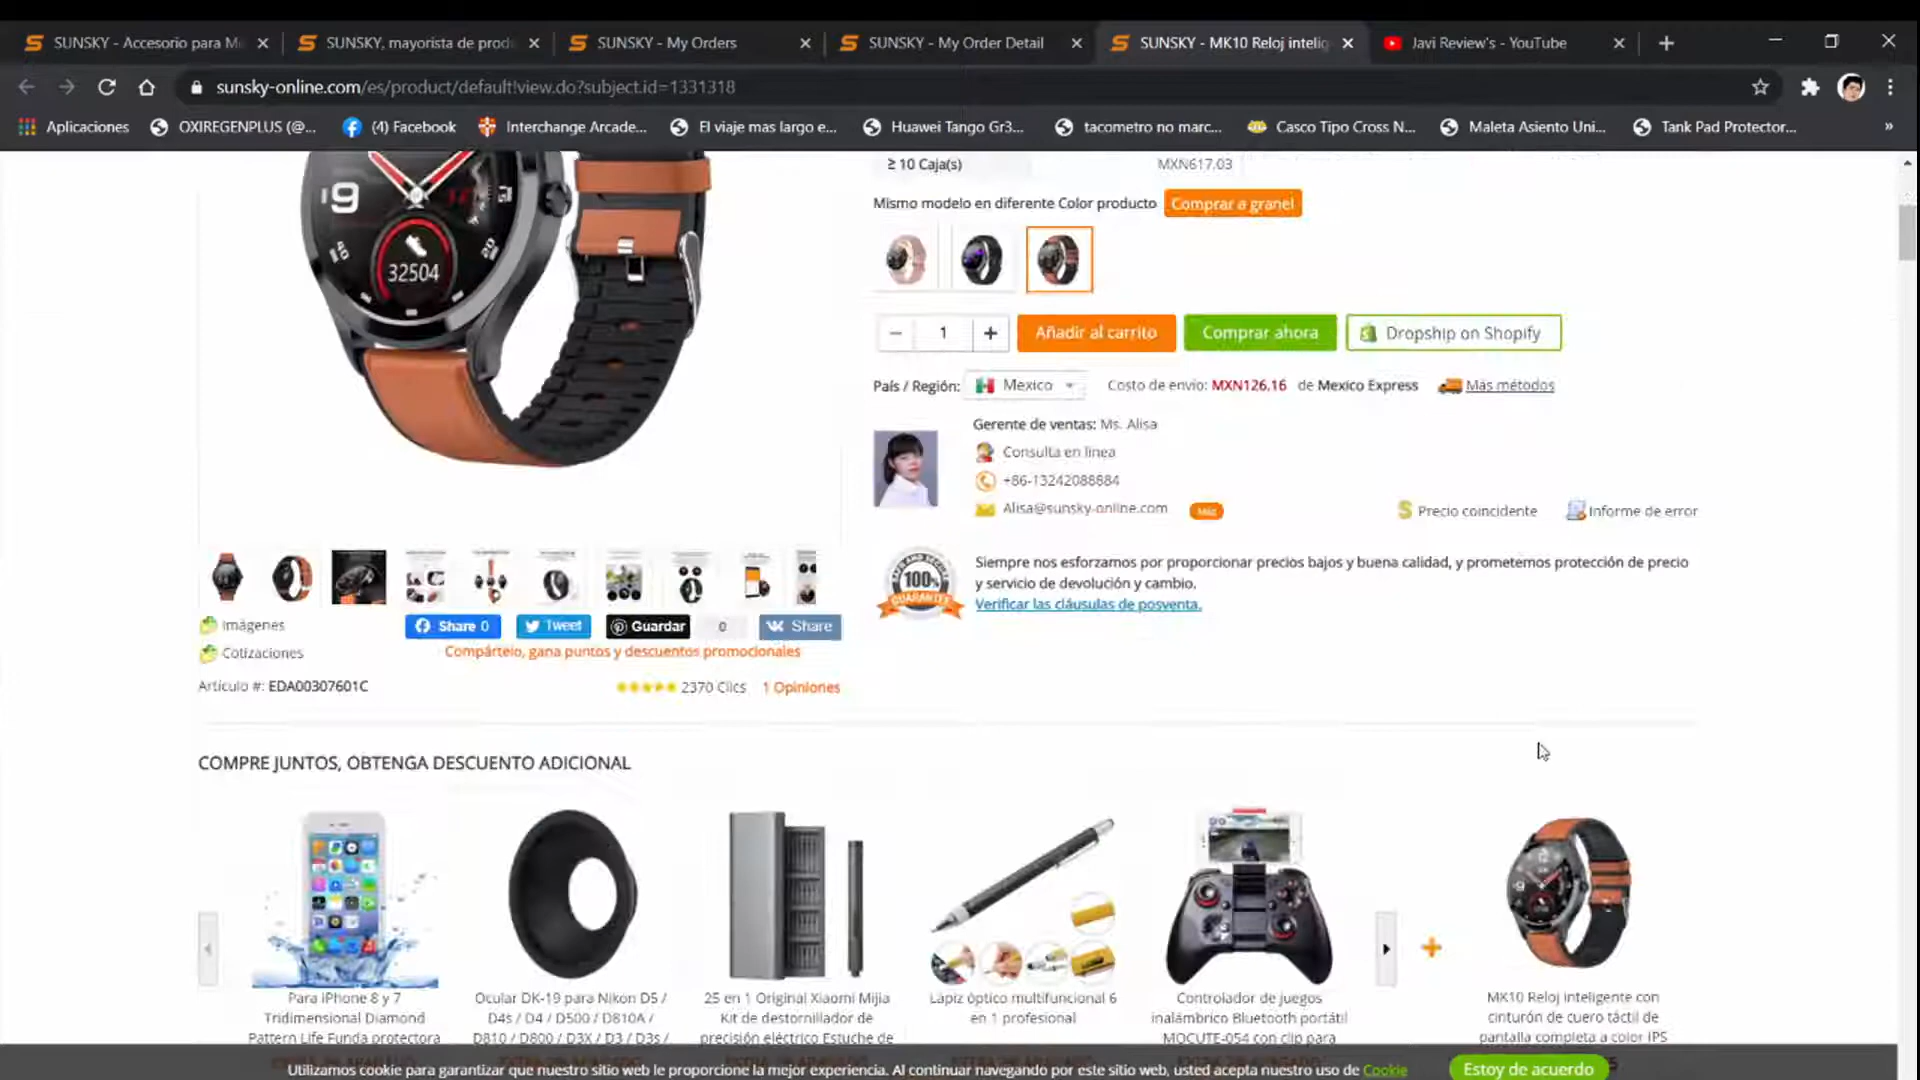 SUNSKY - Accesorio para M
SUNSKY, mayorista de prod
SUNSKY - My Orders
SUNSKY - My Order Detail
SUNSKY - MK10 Reloj intelig
Javi Review's - YouTube
sunsky-online.com/es/product/default!view.do?subject.id=1331318
Aplicaciones
OXIREGENPLUS (@...
(4) Facebook
Interchange Arcade...
El viaje mas largo e...
Huawei Tango Gr3...
tacometro no marc...
Casco Tipo Cross N...
Maleta Asiento Uni...
Tank Pad Protector...
»
≥ 10 Caja(s)
MXN617.03
9
32504
Mismo modelo en diferente Color producto
Comprar a granel
− 1 +
Añadir al carrito
Comprar ahora
Dropship on Shopify
País / Región:
Mexico
Costo de envío: MXN126.16 de Mexico Express
Más métodos
Gerente de ventas: Ms. Alisa
Consulta en línea
+86-13242088884
Alisa@sunsky-online.com
Más
Precio coincidente
Informe de error
100%
GUARANTEE
Siempre nos esforzamos por proporcionar precios bajos y buena calidad, y prometemos protección de precio
y servicio de devolución y cambio.
Verificar las cláusulas de posventa.
Imágenes
Cotizaciones
Share 0
Tweet
Guardar
0
Share
Compártelo, gana puntos y descuentos promocionales
Artículo #: EDA00307601C
2370 Clics
1 Opiniones
COMPRE JUNTOS, OBTENGA DESCUENTO ADICIONAL
Para iPhone 8 y 7
Tridimensional Diamond
Pattern Life Funda protectora
Ocular DK-19 para Nikon D5 /
D4s / D4 / D500 / D810A /
D810 / D800 / D3X / D3 / D3s /
25 en 1 Original Xiaomi Mijia
Kit de destornillador de
precisión eléctrico Estuche de
Lápiz óptico multifuncional 6
en 1 profesional
Controlador de juegos
inalámbrico Bluetooth portátil
MOCUTE-054 con clip para
MK10 Reloj inteligente con
cinturón de cuero táctil de
pantalla completa a color IPS
Utilizamos cookie para garantizar que nuestro sitio web le proporcione la mejor experiencia. Al continuar navegando por este sitio web, usted acepta nuestro uso de Cookie
Estoy de acuerdo